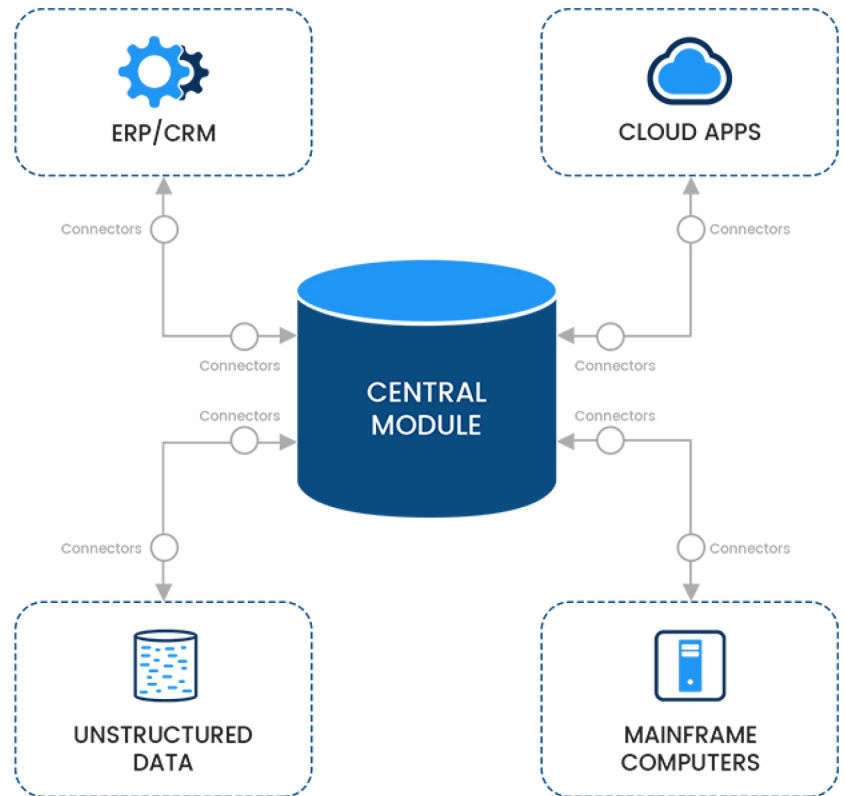 ERP/CRM
CLOUD APPS
Connectors
Connectors
Connectors
Connectors
CENTRAL
MODULE
Connectors
Connectors
Connectors
Connectors
UNSTRUCTURED
DATA
MAINFRAME
COMPUTERS